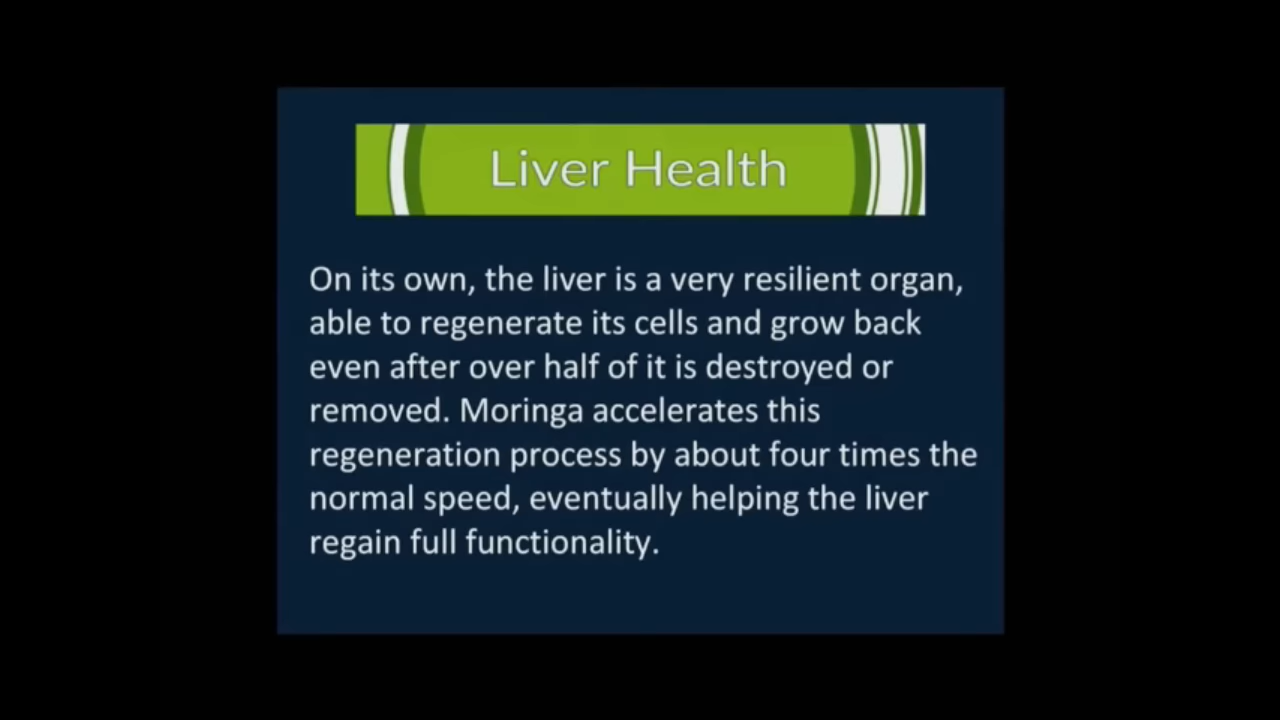 Liver Health
On its own, the liver is a very resilient organ,
able to regenerate its cells and grow back
even after over half of it is destroyed or
removed. Moringa accelerates this
regeneration process by about four times the
normal speed, eventually helping the liver
regain full functionality.